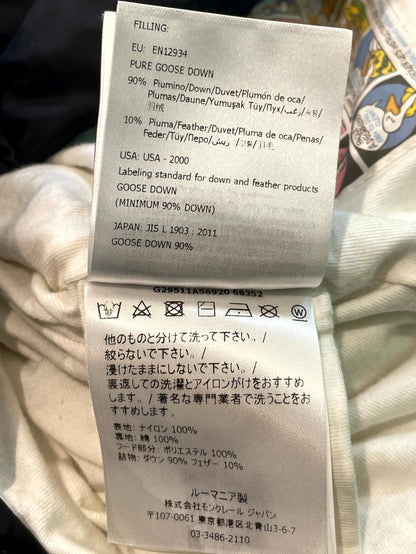 FILLING:
EU: EN12934
PURE GOOSE DOWN
90% Piumino/Down/Duvet/Plumón de oca/
Plumas/Daune/Yumuşak Tüy/Пух/زغب/
羽绒
10% Piuma/Feather/Duvet/Pluma de oca/Penas/
Feder/Tüy/Перо/ريش/
USA: USA - 2000
Labeling standard for down and feather products
GOOSE DOWN
(MINIMUM 90% DOWN)
JAPAN: JIS L 1903 : 2011
GOOSE DOWN 90%
G29511A56920 68352
他のものと分けて洗って下さい。/
絞らないで下さい。/
浸けたままにしないで下さい。/
裏返しての洗濯とアイロンがけをおすすめ
します。/ 著名な専門業者で洗うことをお
すすめします。/
表地: ナイロン 100%
裏地: 綿 100%
フード部分: ポリエステル 100%
詰物: ダウン 90% フェザー 10%
ルーマニア製
株式会社モンクレール ジャパン
〒107-0061 東京都港区北青山3-6-7
03-3486-2110